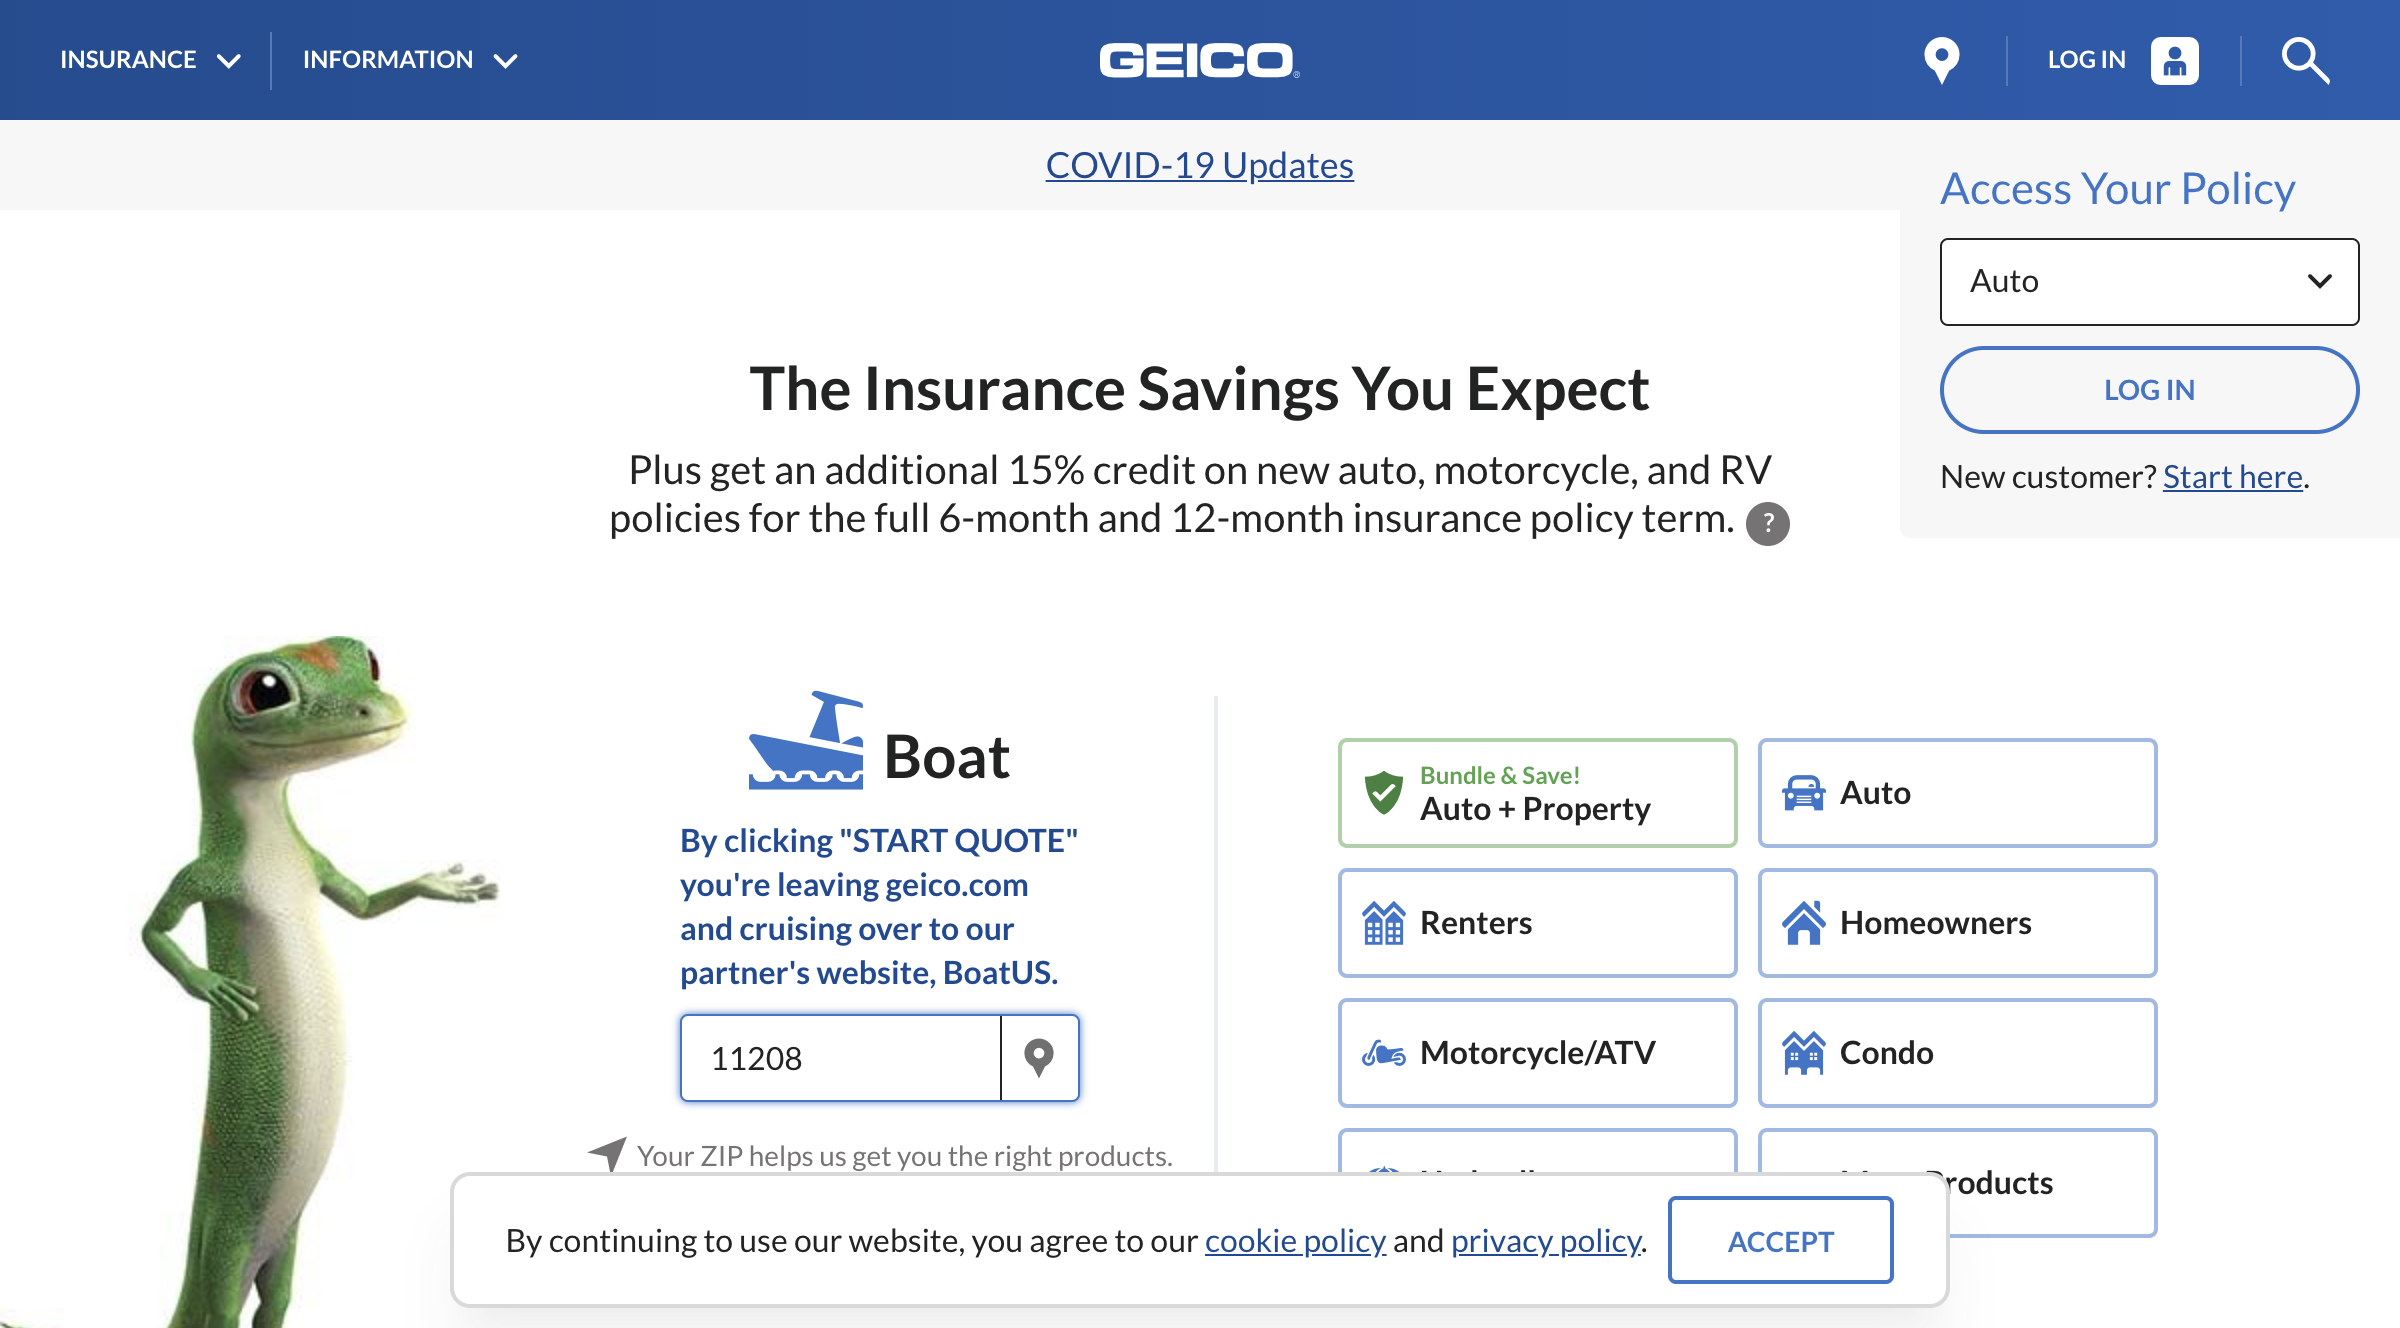 INSURANCE
INFORMATION
GEICO
LOG IN
COVID-19 Updates
Access Your Policy
Auto
LOG IN
New customer? Start here.
The Insurance Savings You Expect
Plus get an additional 15% credit on new auto, motorcycle, and RV
policies for the full 6-month and 12-month insurance policy term. ?
Boat
By clicking "START QUOTE"
you're leaving geico.com
and cruising over to our
partner's website, BoatUS.
11208
Your ZIP helps us get you the right products.
Bundle & Save!
Auto + Property
Auto
Renters
Homeowners
Motorcycle/ATV
Condo
Products
By continuing to use our website, you agree to our cookie policy and privacy policy.
ACCEPT